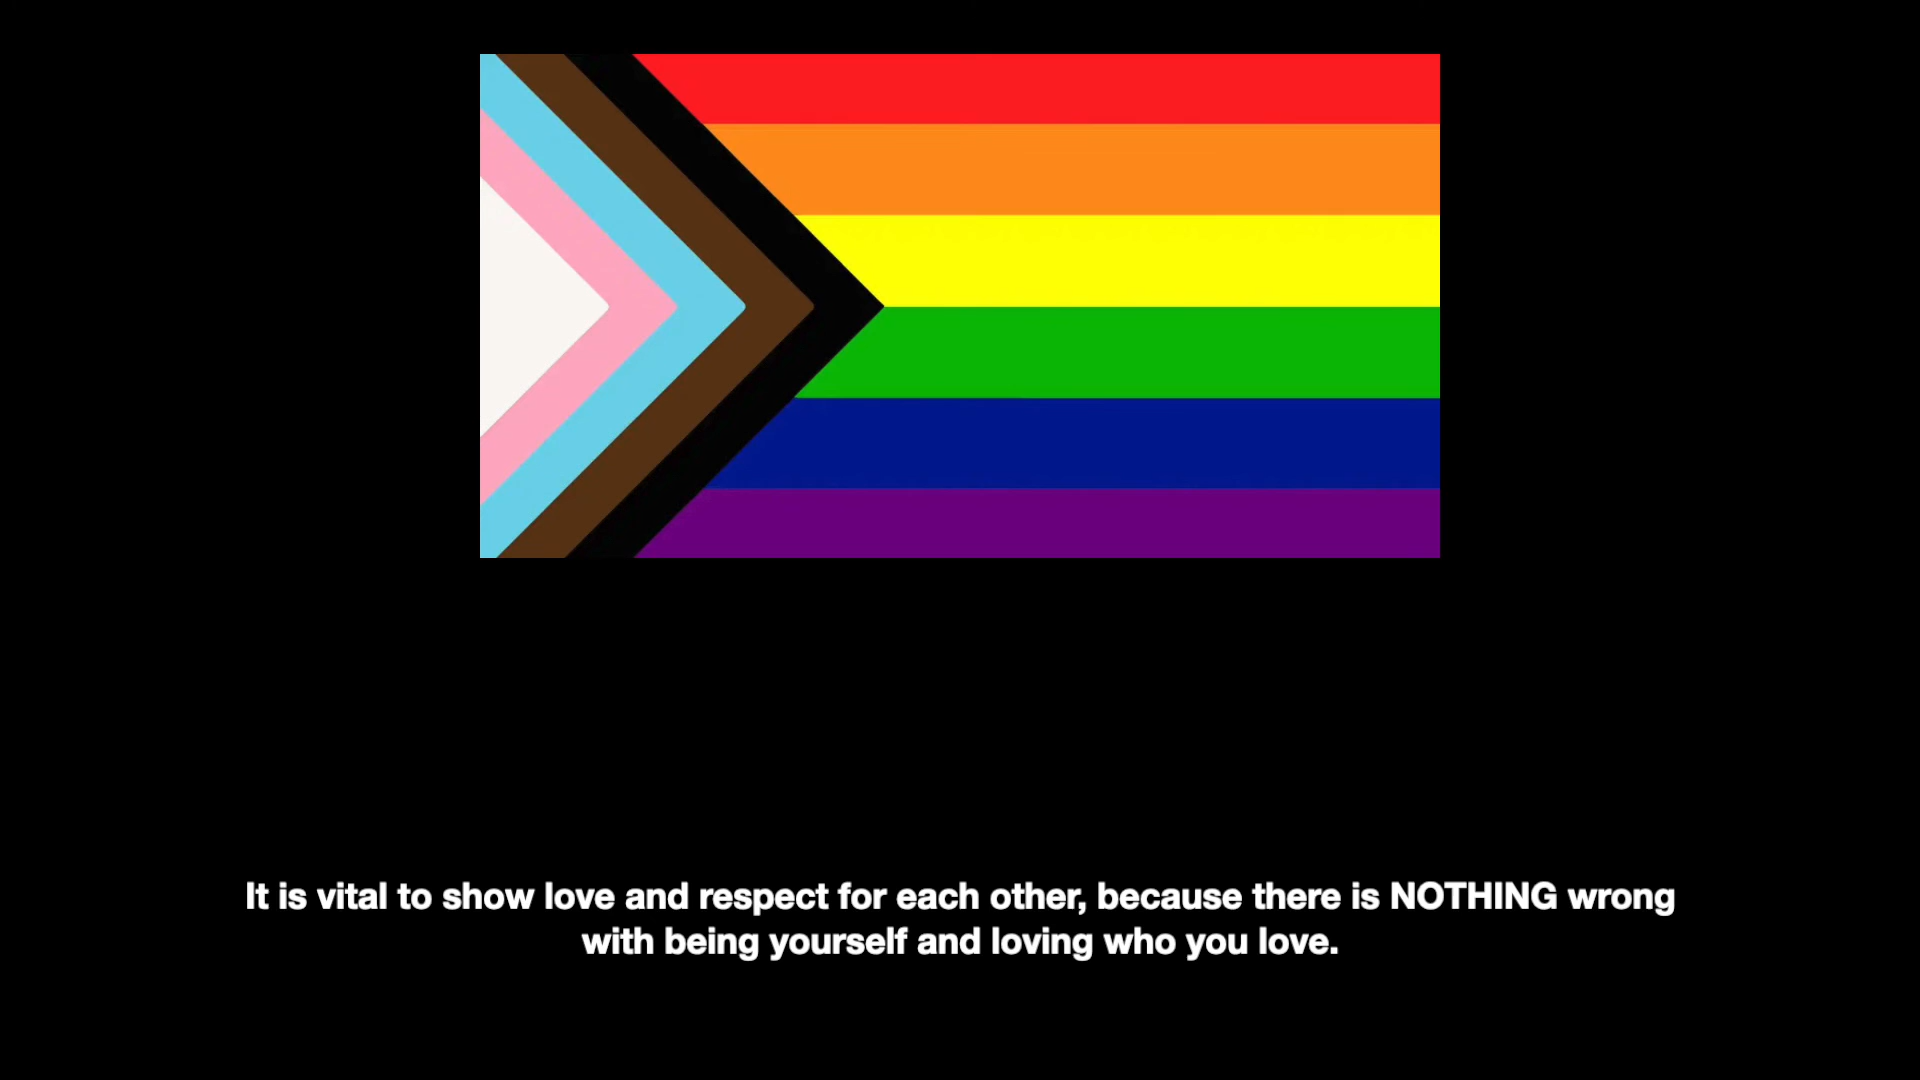 It is vital to show love and respect for each other, because there is NOTHING wrong
with being yourself and loving who you love.